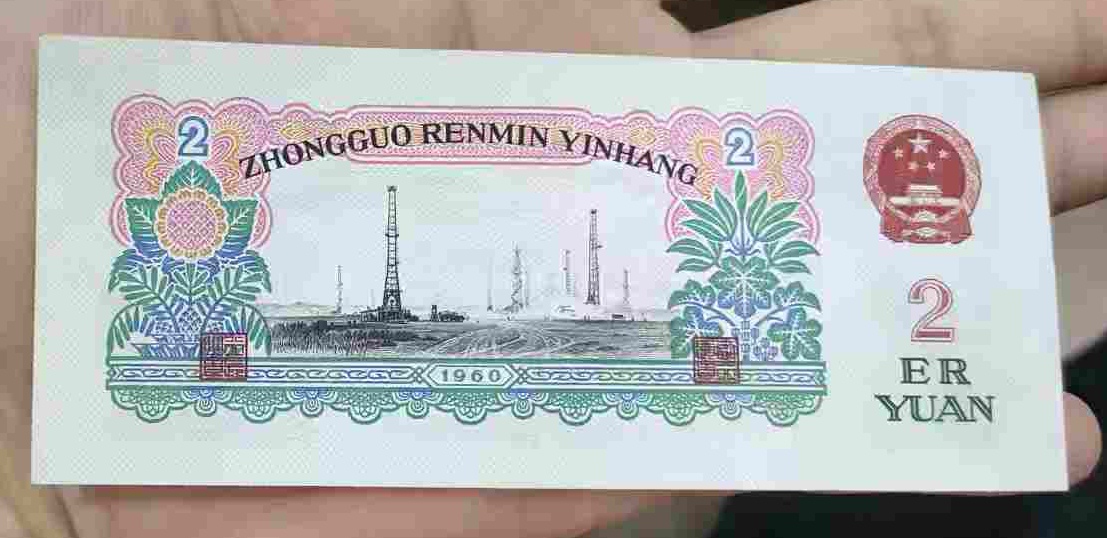 2 2
ZHONGGUO RENMIN YINHANG
2
ER
YUAN
1960